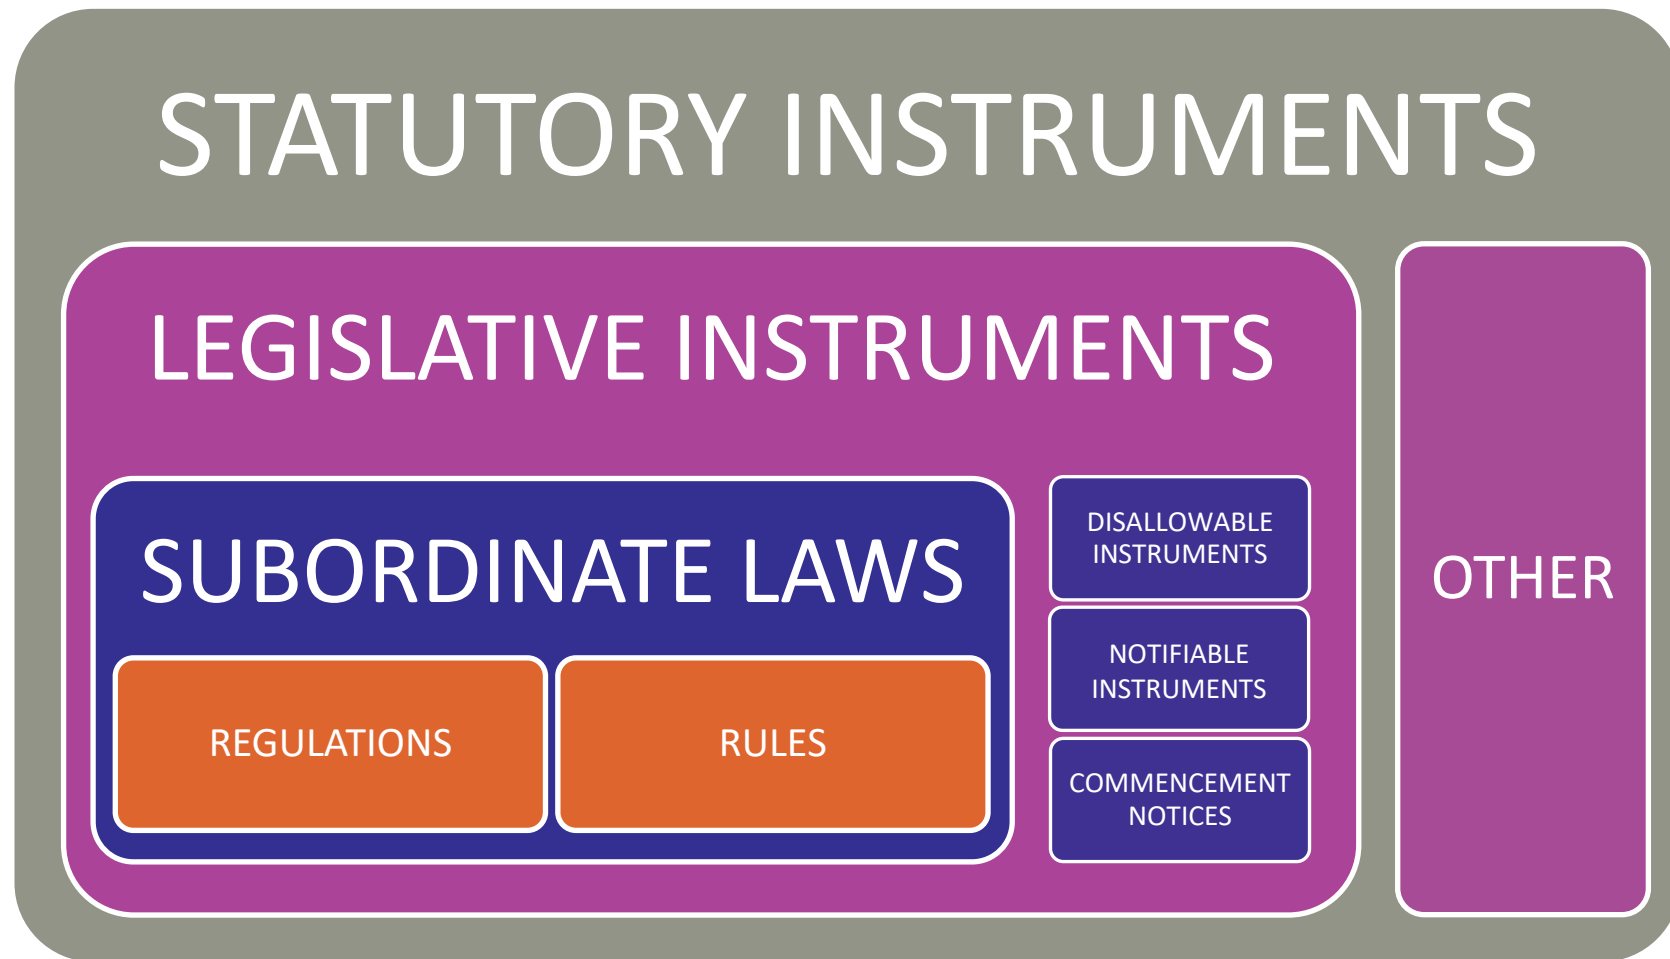 STATUTORY INSTRUMENTS
LEGISLATIVE INSTRUMENTS
SUBORDINATE LAWS
REGULATIONS
RULES
DISALLOWABLE
INSTRUMENTS
NOTIFIABLE
INSTRUMENTS
COMMENCEMENT
NOTICES
OTHER